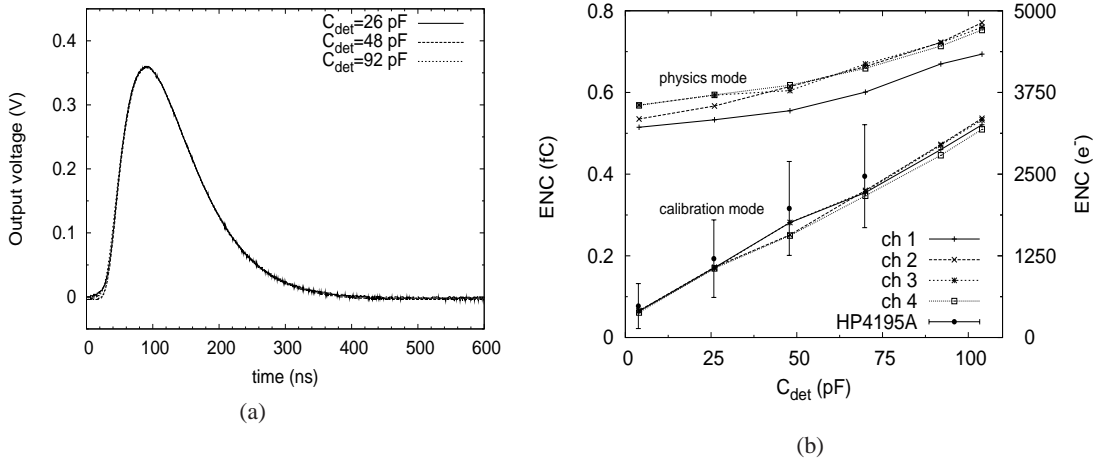 C_det=26 pF
C_det=48 pF
C_det=92 pF
0.4
0.3
0.2
0.1
0
Output voltage (V)
0 100 200 300 400 500 600
time (ns)
(a)
0.8
0.6
0.4
0.2
0
ENC (fC)
physics mode
calibration mode
ch 1
ch 2
ch 3
ch 4
HP4195A
5000
3750
2500
1250
0
ENC (e⁻)
0 25 50 75 100
C_det (pF)
(b)